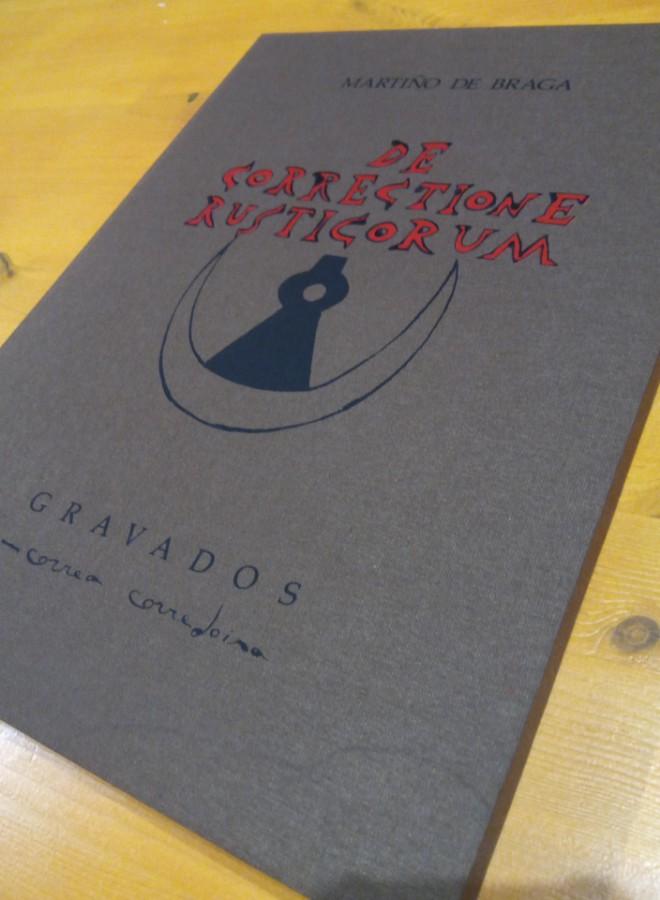 MARTIÑO DE BRAGA
DE
CORRECTIONE
RUSTICORUM
GRAVADOS
correa corredoira